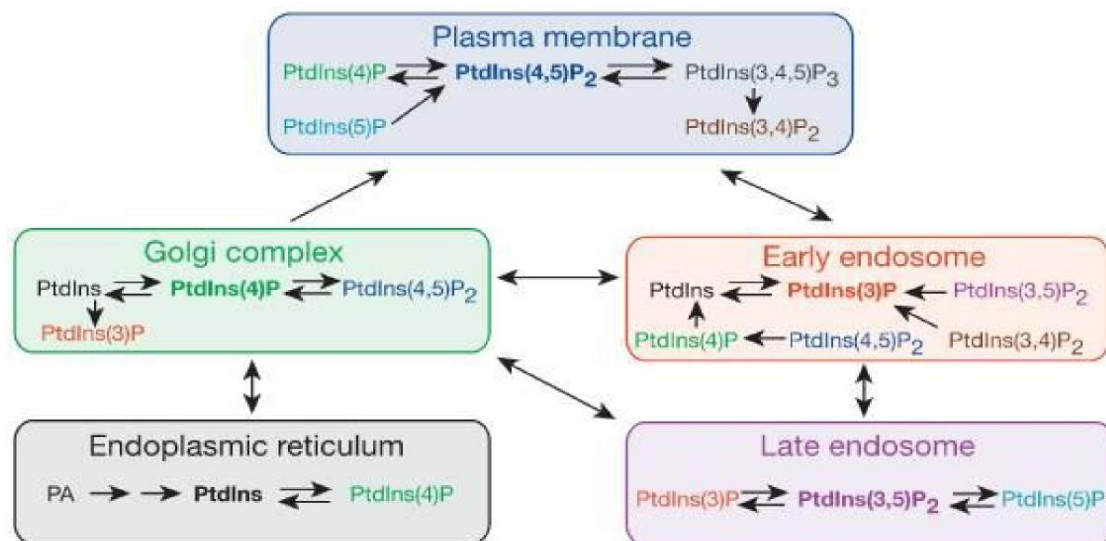 Plasma membrane
PtdIns(4)P PtdIns(4,5)P₂ PtdIns(3,4,5)P₃
PtdIns(5)P PtdIns(3,4)P₂
Golgi complex
PtdIns PtdIns(4)P PtdIns(4,5)P₂
PtdIns(3)P
Early endosome
PtdIns PtdIns(3)P PtdIns(3,5)P₂
PtdIns(4)P PtdIns(4,5)P₂ PtdIns(3,4)P₂
Endoplasmic reticulum
PA PtdIns PtdIns(4)P
Late endosome
PtdIns(3)P PtdIns(3,5)P₂ PtdIns(5)P